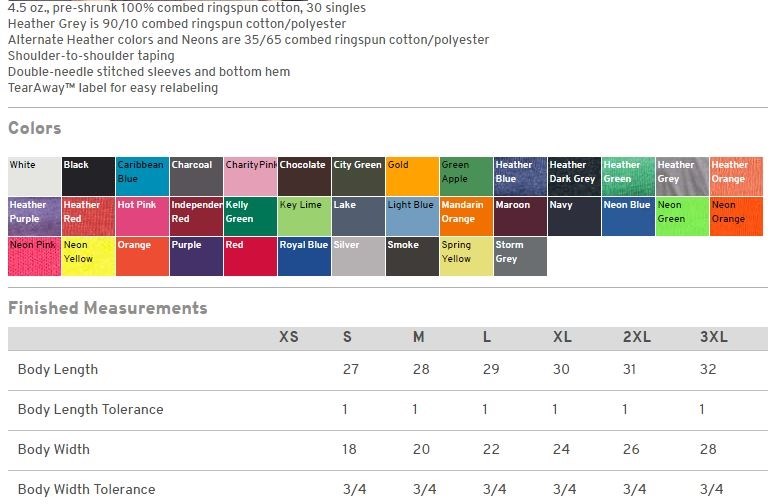 4.5 oz., pre-shrunk 100% combed ringspun cotton, 30 singles
Heather Grey is 90/10 combed ringspun cotton/polyester
Alternate Heather colors and Neons are 35/65 combed ringspun cotton/polyester
Shoulder-to-shoulder taping
Double-needle stitched sleeves and bottom hem
TearAway™ label for easy relabeling
Colors
White Black Caribbean Blue Charcoal CharityPink Chocolate City Green Gold Green Apple Heather Blue Heather Dark Grey Heather Green Heather Grey Heather Orange
Heather Purple Heather Red Hot Pink Independen Red Kelly Green Key Lime Lake Light Blue Mandarin Orange Maroon Navy Neon Blue Neon Green Neon Orange
Neon Pink Neon Yellow Orange Purple Red Royal Blue Silver Smoke Spring Yellow Storm Grey
Finished Measurements
XS S M L XL 2XL 3XL
Body Length 27 28 29 30 31 32
Body Length Tolerance 1 1 1 1 1 1
Body Width 18 20 22 24 26 28
Body Width Tolerance 3/4 3/4 3/4 3/4 3/4 3/4